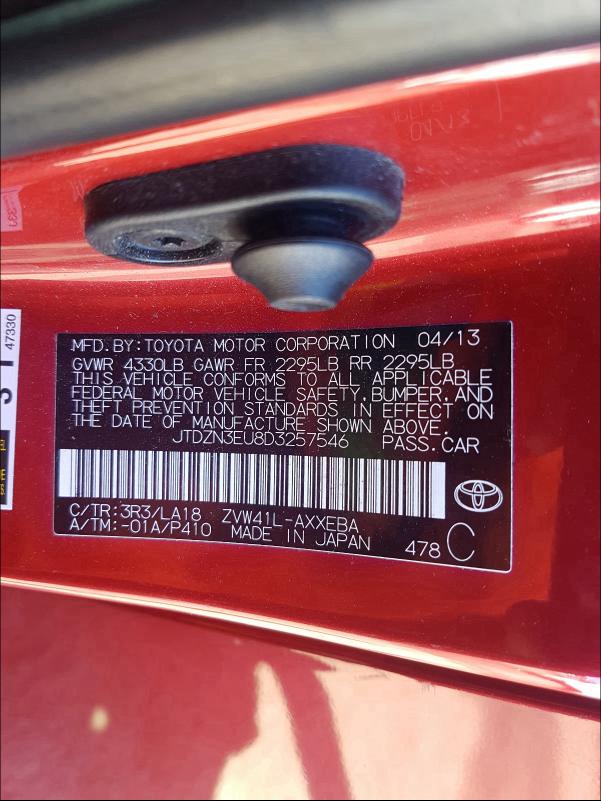 MFD.BY:TOYOTA MOTOR CORPORATION 04/13
GVWR 4330LB GAWR FR 2295LB RR 2295LB
THIS VEHICLE CONFORMS TO ALL APPLICABLE
FEDERAL MOTOR VEHICLE SAFETY,BUMPER,AND
THEFT PREVENTION STANDARDS IN EFFECT ON
THE DATE OF MANUFACTURE SHOWN ABOVE.
JTDZN3EU8D3257546 PASS.CAR
C/TR:3R3/LA18 ZVW41L-AXXEBA
A/TM:-01A/P410 MADE IN JAPAN
478 C
47330